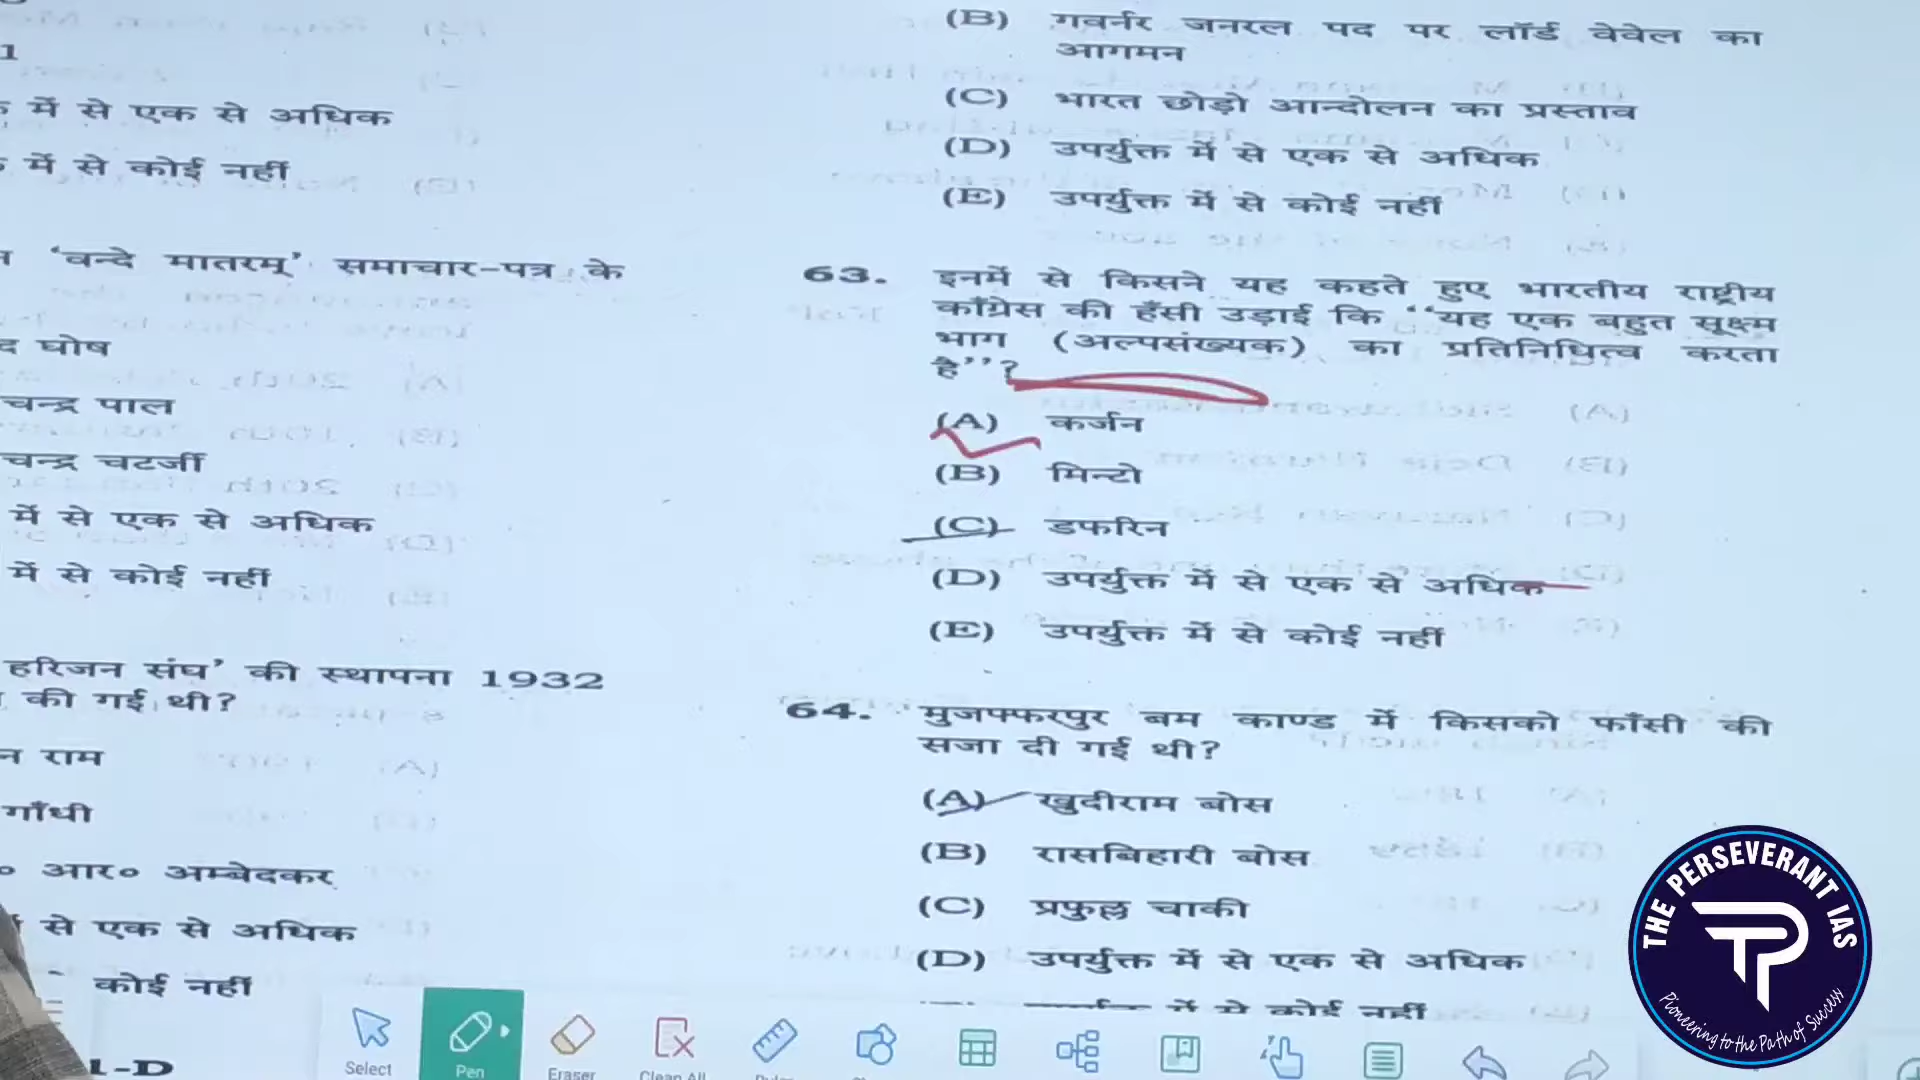 1
में से एक से अधिक
में से कोई नहीं
'वन्दे मातरम्' समाचार-पत्र के
घोष
चन्द्र पाल
चन्द्र चटर्जी
में से एक से अधिक
में से कोई नहीं
हरिजन संघ' की स्थापना 1932
की गई थी?
राम
गाँधी
आर० अम्बेदकर
से एक से अधिक
कोई नहीं
1-D
(B) गवर्नर जनरल पद पर लॉर्ड वेवेल का
आगमन
(C) भारत छोड़ो आन्दोलन का प्रस्ताव
(D) उपर्युक्त में से एक से अधिक
(E) उपर्युक्त में से कोई नहीं
63. इनमें से किसने यह कहते हुए भारतीय राष्ट्रीय
काँग्रेस की हँसी उड़ाई कि "यह एक बहुत सूक्ष्म
भाग (अल्पसंख्यक) का प्रतिनिधित्व करता
है"?
(A) कर्जन
(B) मिन्टो
(C) डफरिन
(D) उपर्युक्त में से एक से अधिक
(E) उपर्युक्त में से कोई नहीं
64. मुजफ्फरपुर बम काण्ड में किसको फाँसी की
सजा दी गई थी?
(A) खुदीराम बोस
(B) रासबिहारी बोस
(C) प्रफुल्ल चाकी
(D) उपर्युक्त में से एक से अधिक
में से कोई नहीं
Select
Pen
Eraser
Clean All
THE PERSEVERANT IAS
Pioneering to the Path of Success